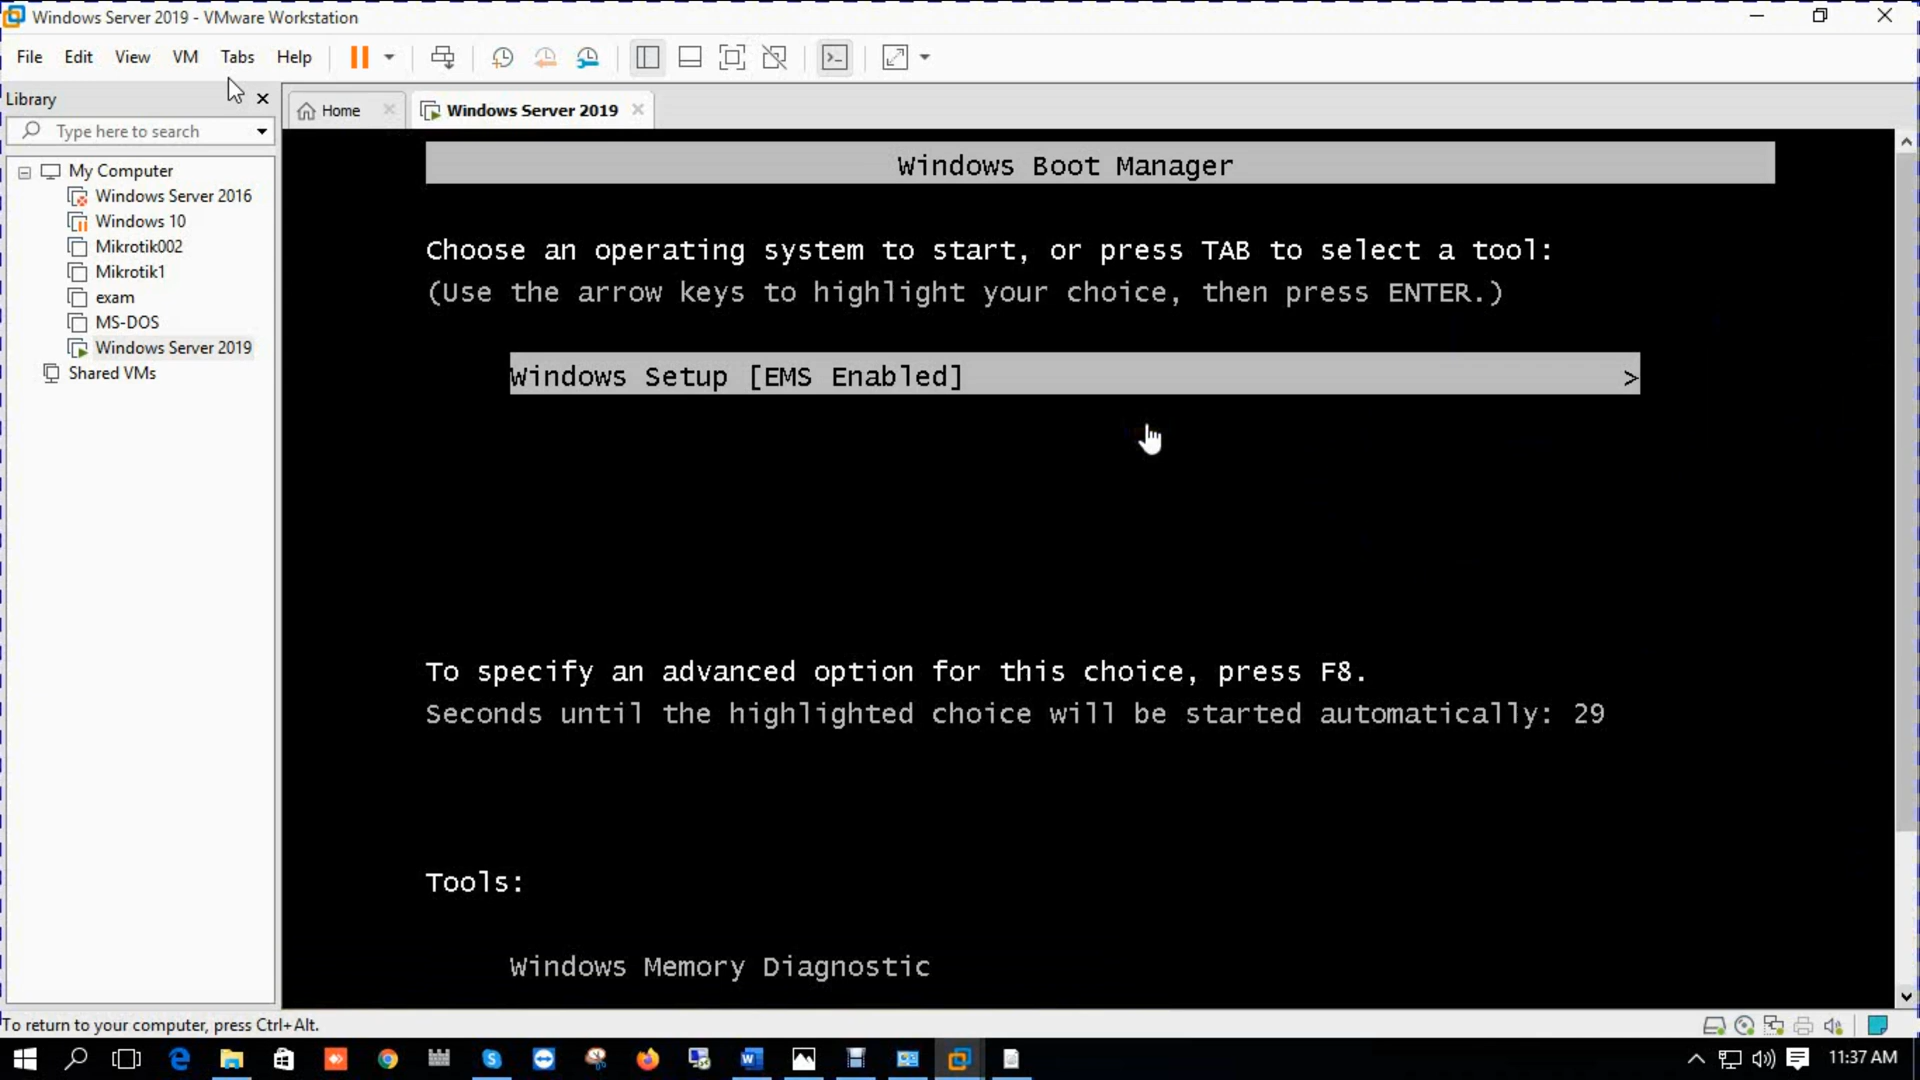 Windows Server 2019 - VMware Workstation
File Edit View VM Tabs Help
Library
Home
Windows Server 2019
Type here to search
My Computer
Windows Server 2016
Windows 10
Mikrotik002
Mikrotik1
exam
MS-DOS
Windows Server 2019
Shared VMs
Windows Boot Manager
Choose an operating system to start, or press TAB to select a tool:
(Use the arrow keys to highlight your choice, then press ENTER.)
Windows Setup [EMS Enabled] >
To specify an advanced option for this choice, press F8.
Seconds until the highlighted choice will be started automatically: 29
Tools:
Windows Memory Diagnostic
To return to your computer, press Ctrl+Alt.
11:37 AM